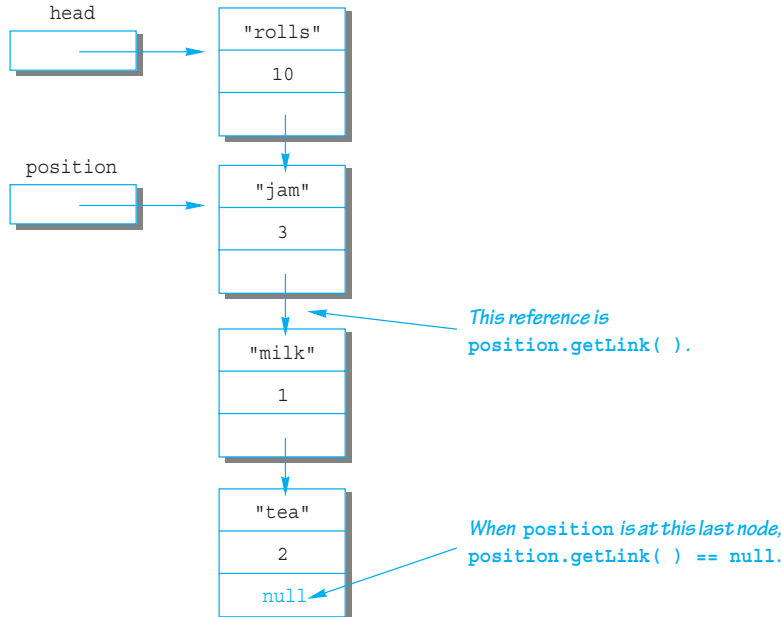 head
"rolls"
10
position
"jam"
3
This reference is
position.getLink( ).
"milk"
1
"tea"
When position is at this last node,
2
position.getLink( ) == null.
null